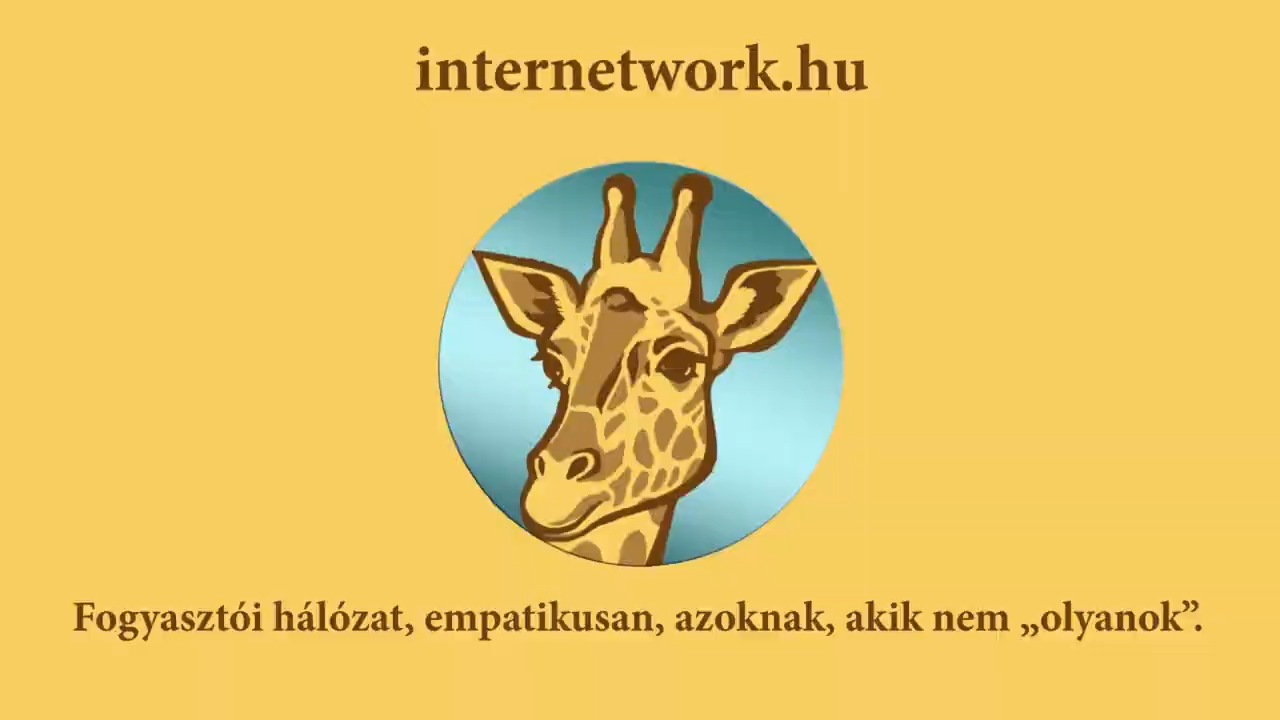 internetwork.hu
Fogyasztói hálózat, empatikusan, azoknak, akik nem „olyanok”.